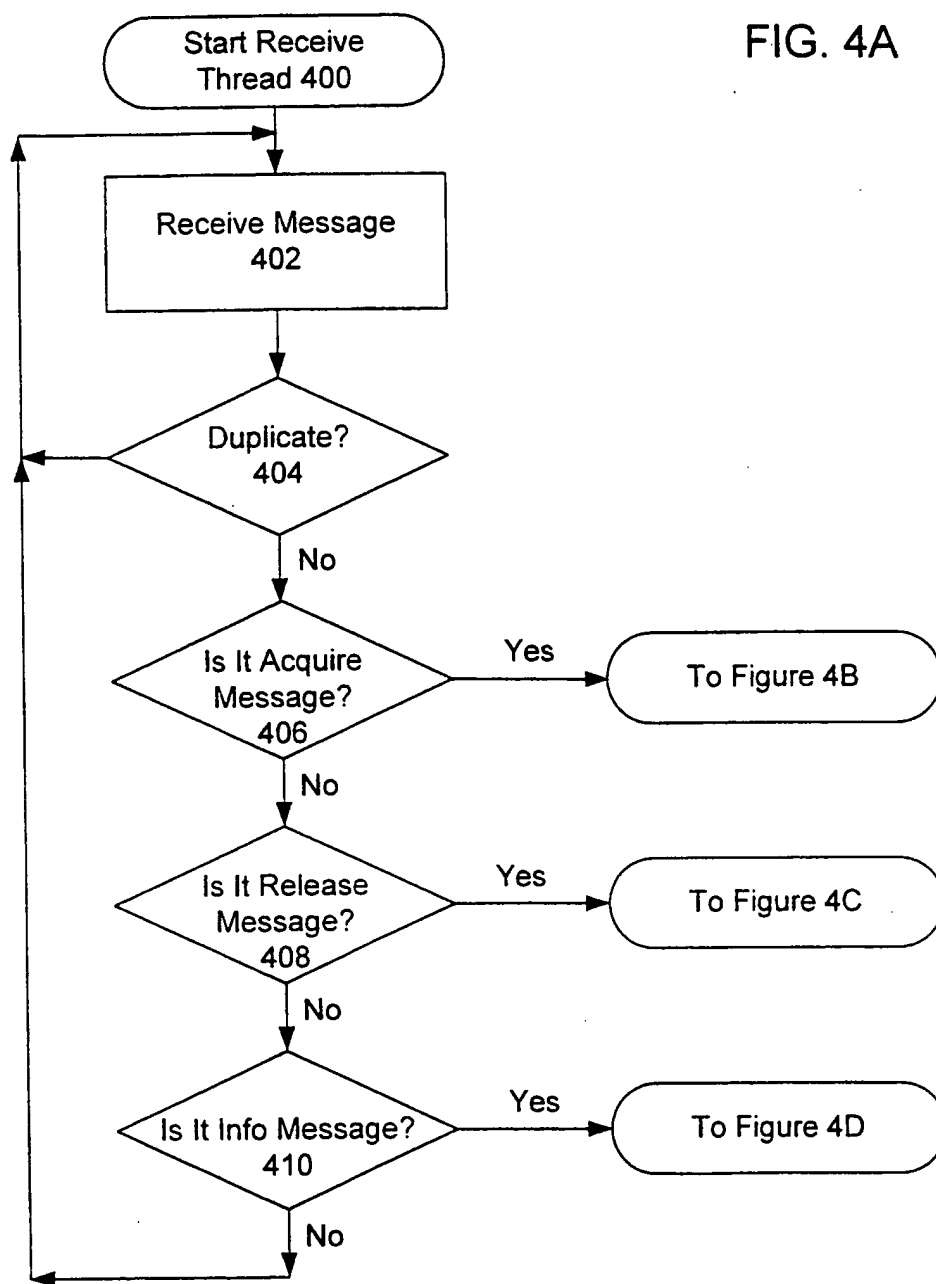 FIG. 4A
Start Receive
Thread 400
Receive Message
402
Duplicate?
404
No
Is It Acquire
Message?
406
Yes
To Figure 4B
No
Is It Release
Message?
408
Yes
To Figure 4C
No
Is It Info Message?
410
Yes
To Figure 4D
No